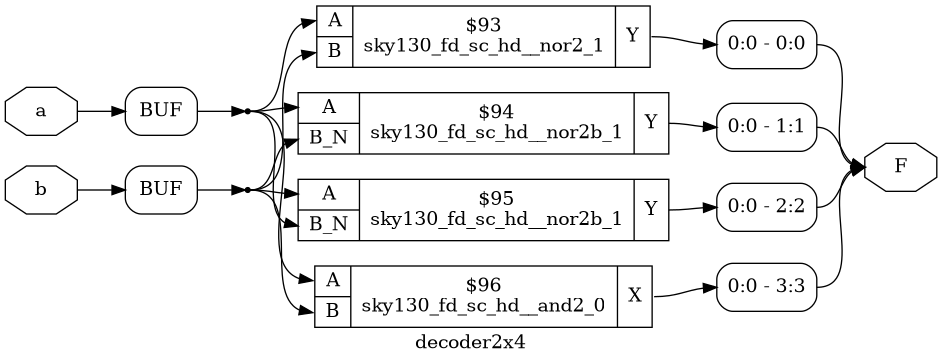 a
b
BUF
BUF
A
B
$93
sky130_fd_sc_hd__nor2_1
Y
A
B_N
$94
sky130_fd_sc_hd__nor2b_1
Y
A
B_N
$95
sky130_fd_sc_hd__nor2b_1
Y
A
B
$96
sky130_fd_sc_hd__and2_0
X
0:0 - 0:0
0:0 - 1:1
0:0 - 2:2
0:0 - 3:3
F
decoder2x4